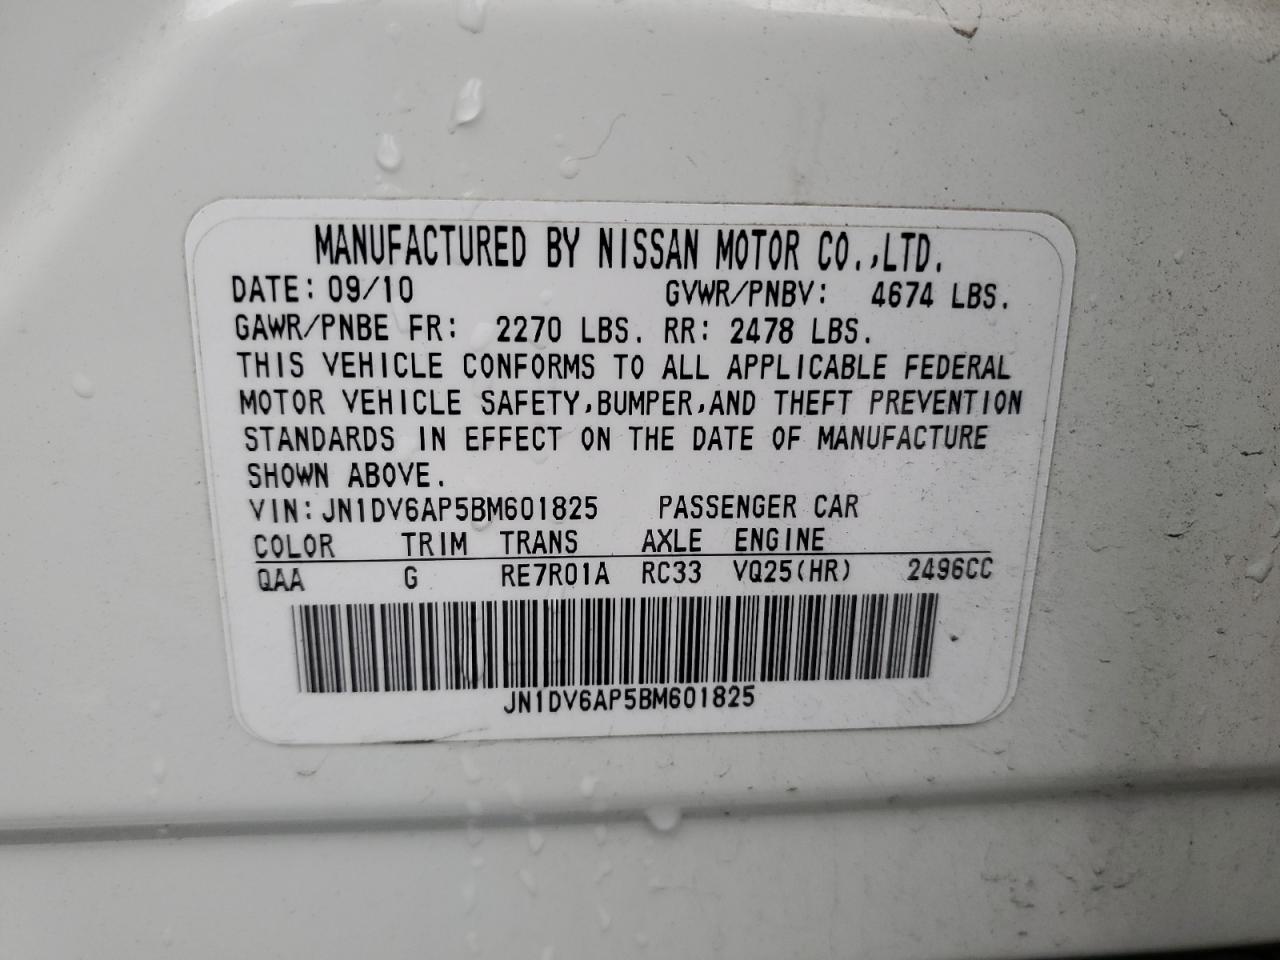 MANUFACTURED BY NISSAN MOTOR CO.,LTD.
DATE: 09/10 GVWR/PNBV: 4674 LBS.
GAWR/PNBE FR: 2270 LBS. RR: 2478 LBS.
THIS VEHICLE CONFORMS TO ALL APPLICABLE FEDERAL
MOTOR VEHICLE SAFETY,BUMPER,AND THEFT PREVENTION
STANDARDS IN EFFECT ON THE DATE OF MANUFACTURE
SHOWN ABOVE.
VIN:JN1DV6AP5BM601825 PASSENGER CAR
COLOR TRIM TRANS AXLE ENGINE
QAA G RE7R01A RC33 VQ25(HR) 2496CC
JN1DV6AP5BM601825